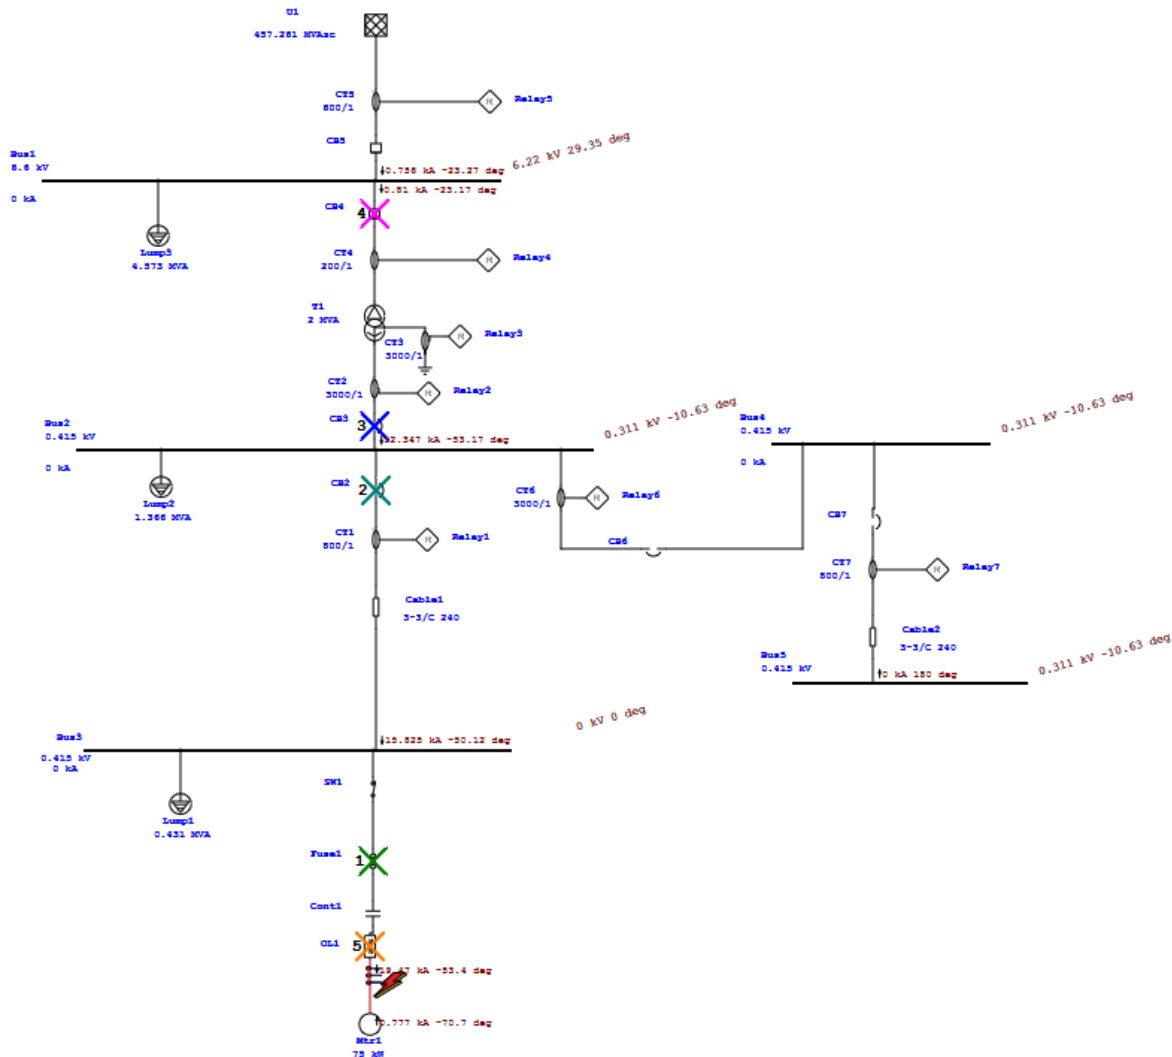 U1
457.261 MVAsc
CT5
600/1
R
Relay5
CB5
6.22 kV 29.35 deg
Bus1
6.6 kV
0.756 kA -23.27 deg
0.81 kA -23.17 deg
0 kA
CB4
4
Lump3
4.573 MVA
CT4
200/1
R
Relay4
T1
2 MVA
CT3
3000/1
R
Relay3
CT2
3000/1
R
Relay2
CB3
3
0.311 kV -10.63 deg
Bus2
0.415 kV
2.347 kA -53.17 deg
0 kA
Bus4
0.415 kV
0.311 kV -10.63 deg
0 kA
CB2
2
Lump2
1.366 MVA
CT6
3000/1
R
Relay6
CB6
CB7
CT1
800/1
R
Relay1
CT7
800/1
R
Relay7
Cable1
3-3/C 240
Cable2
3-3/C 240
Bus5
0.415 kV
0.311 kV -10.63 deg
0 kA 180 deg
0 kV 0 deg
Bus3
0.415 kV
0 kA
15.825 kA -50.12 deg
SW1
Lump1
0.431 MVA
Fuse1
1
Cont1
OL1
5
kA -53.4 deg
0.777 kA -70.7 deg
Mtr1
75 kW